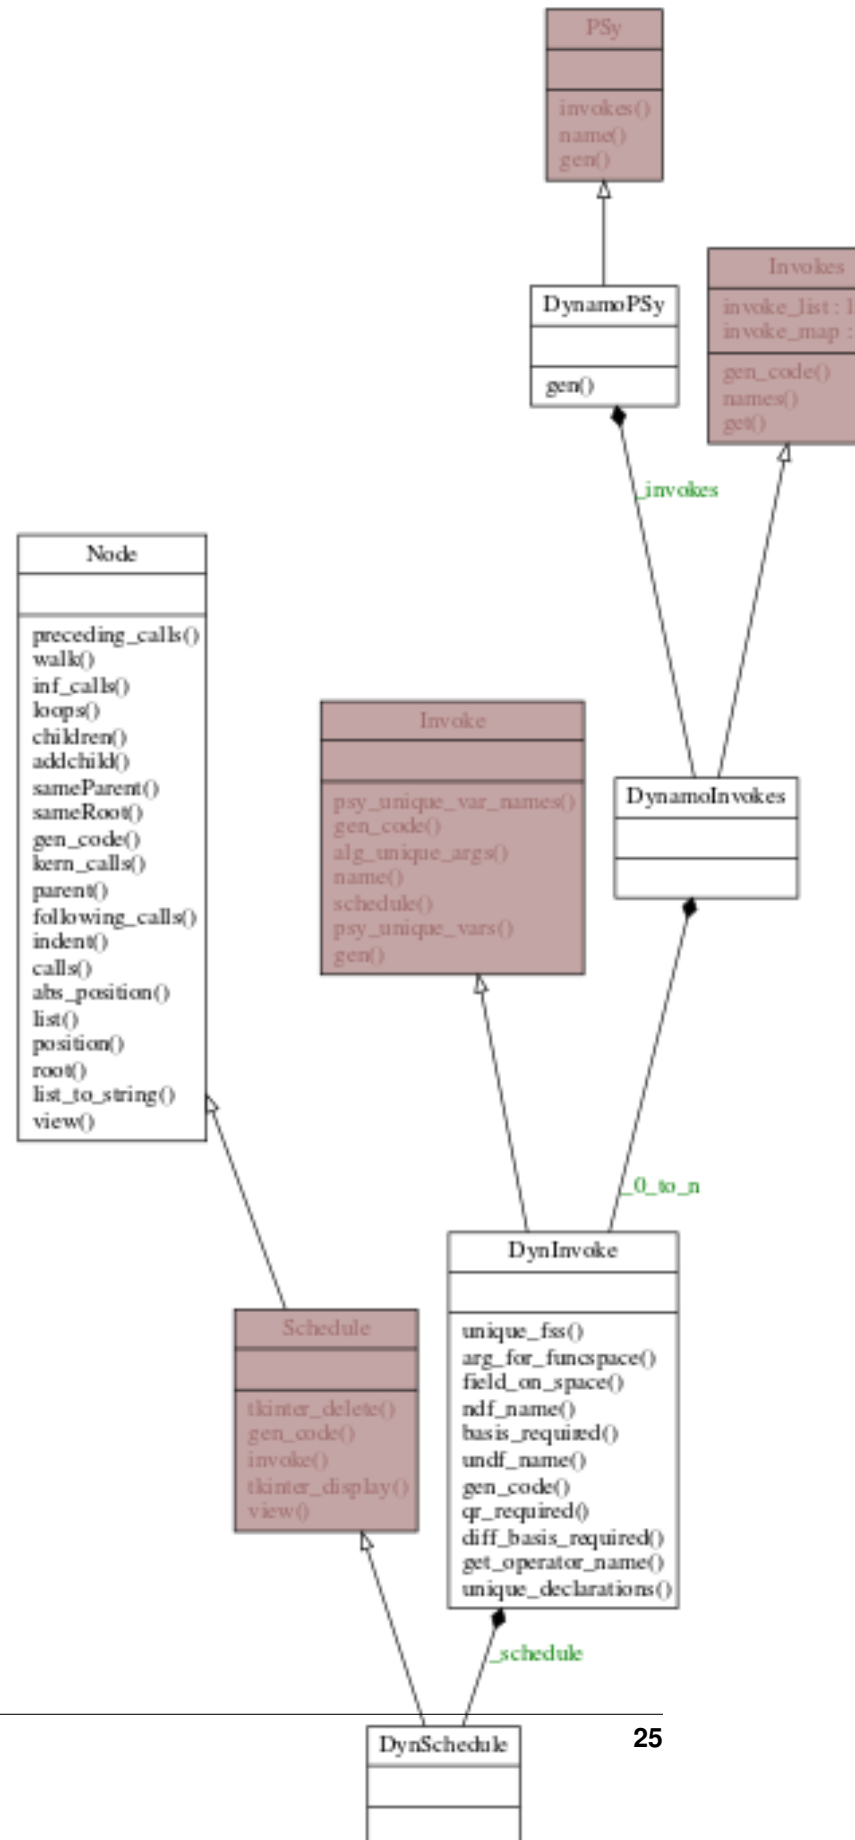 PSy
invokes()
name()
gen()
DynamoPSy
gen()
Invokes
invoke_list : l
invoke_map :
gen_code()
names()
get()
_invokes
Node
preceding_calls()
walk()
inf_calls()
loops()
children()
addchild()
sameParent()
sameRoot()
gen_code()
kern_calls()
parent()
following_calls()
indent()
calls()
abs_position()
list()
position()
root()
list_to_string()
view()
Invoke
psy_unique_var_names()
gen_code()
alg_unique_args()
name()
schedule()
psy_unique_vars()
gen()
DynamoInvokes
_0_to_n
DynInvoke
unique_fss()
arg_for_funcspace()
field_on_space()
ndf_name()
basis_required()
undf_name()
gen_code()
qr_required()
diff_basis_required()
get_operator_name()
unique_declarations()
Schedule
tkinter_delete()
gen_code()
invoke()
tkinter_display()
view()
_schedule
25
DynSchedule